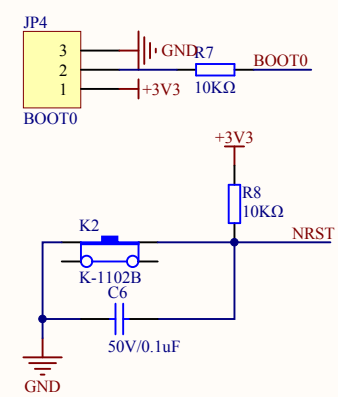 JP4
3
GND
R7
BOOT0
2
1
+3V3
10KΩ
BOOT0
+3V3
R8
10KΩ
K2
NRST
K-1102B
C6
50V/0.1uF
GND